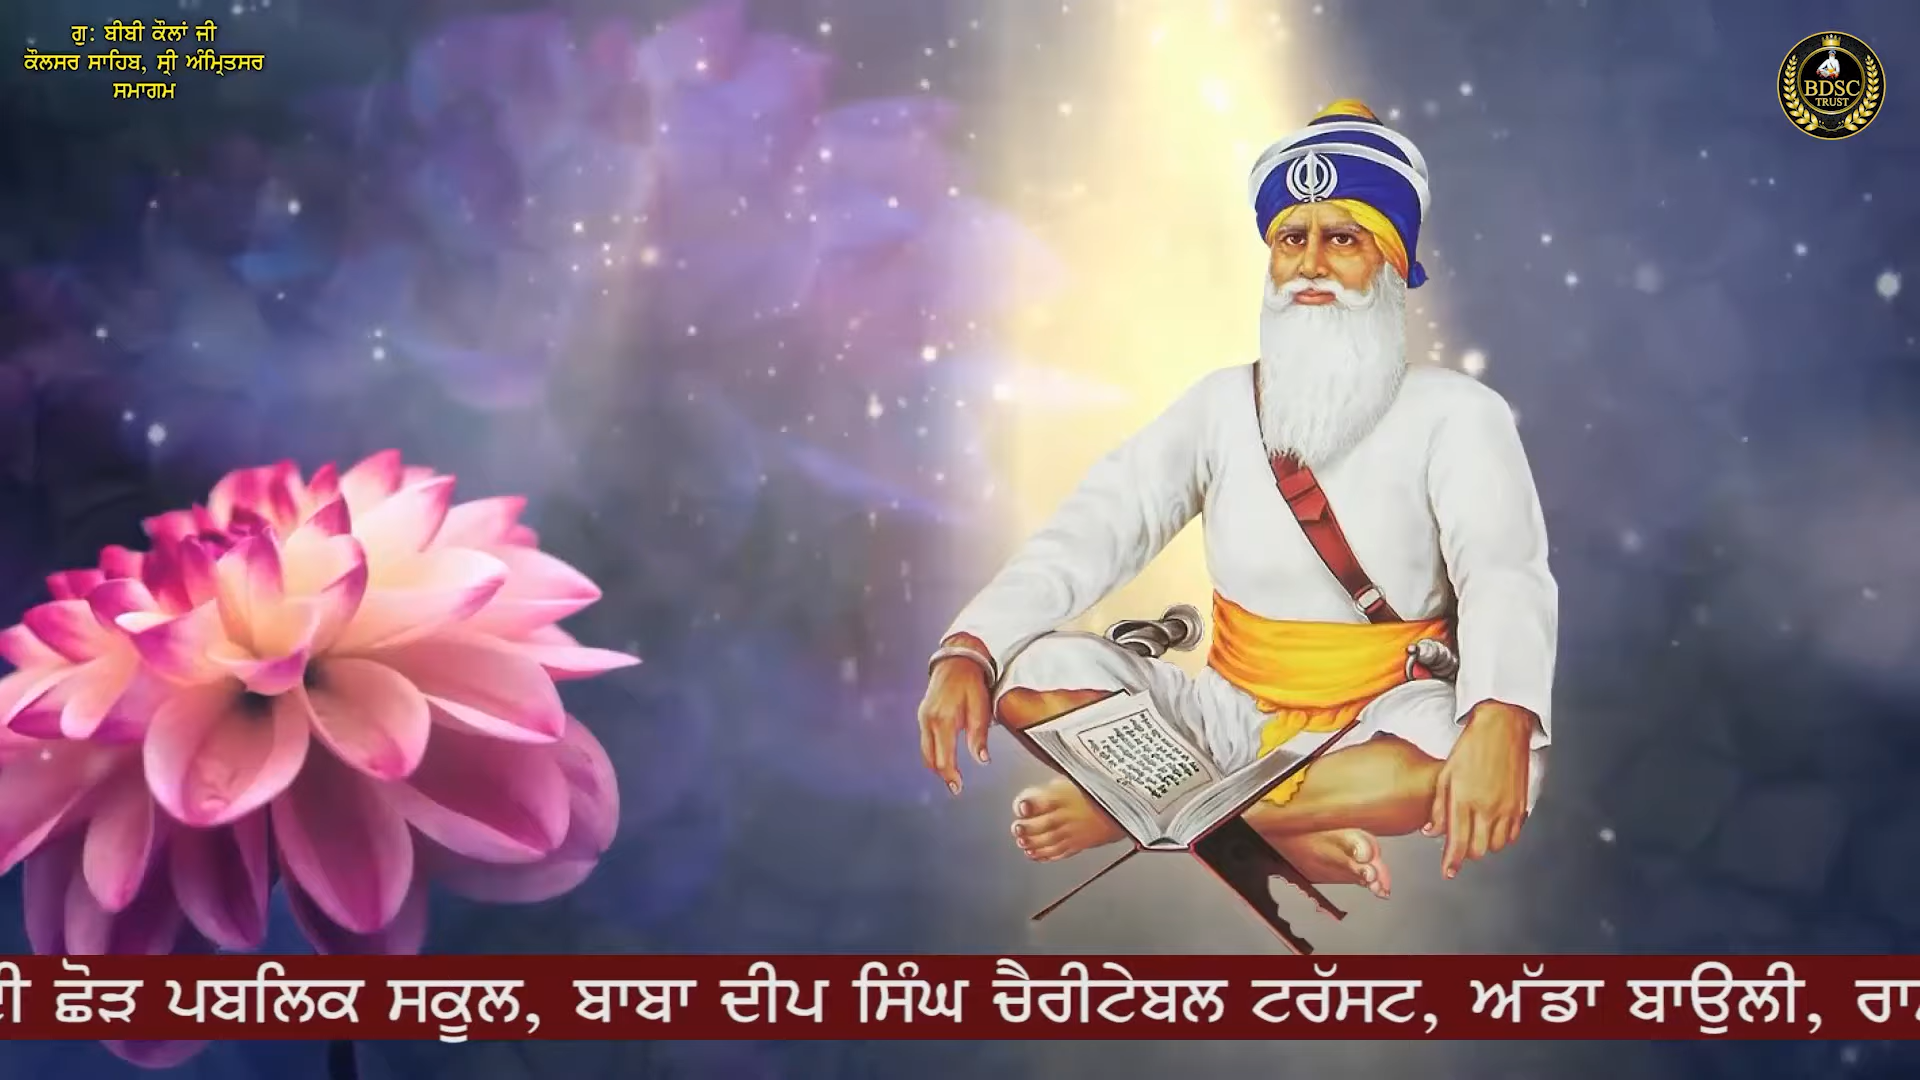 ਗੁ: ਬੀਬੀ ਕੌਲਾਂ ਜੀ
ਕੌਲਸਰ ਸਾਹਿਬ, ਸ੍ਰੀ ਅੰਮ੍ਰਿਤਸਰ
ਸਮਾਗਮ
BDSC
TRUST
ਛੋੜ ਪਬਲਿਕ ਸਕੂਲ, ਬਾਬਾ ਦੀਪ ਸਿੰਘ ਚੈਰੀਟੇਬਲ ਟਰੱਸਟ, ਅੱਡਾ ਬਾਉਲੀ,